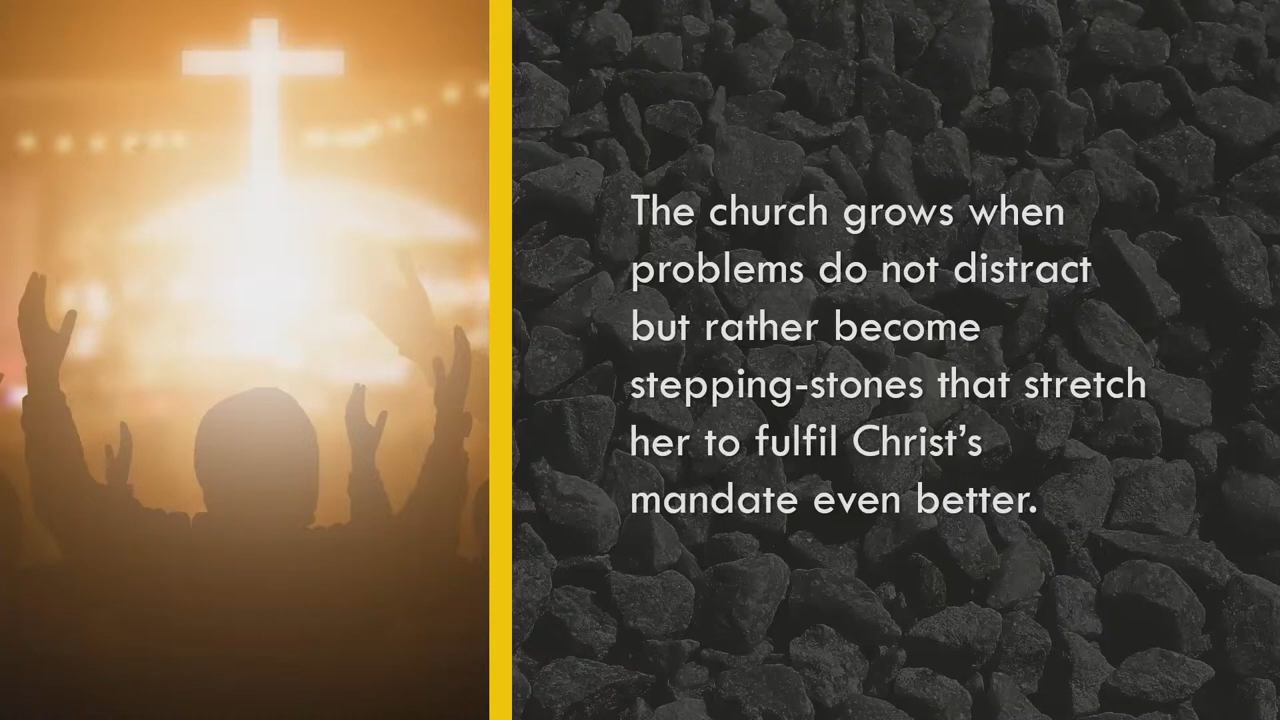 The church grows when
problems do not distract
but rather become
stepping-stones that stretch
her to fulfil Christ’s
mandate even better.